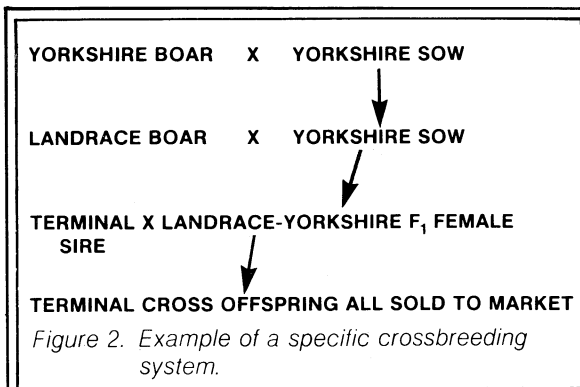 YORKSHIRE BOAR X YORKSHIRE SOW
LANDRACE BOAR X YORKSHIRE SOW
TERMINAL X LANDRACE-YORKSHIRE F₁ FEMALE
SIRE
TERMINAL CROSS OFFSPRING ALL SOLD TO MARKET
Figure 2. Example of a specific crossbreeding
system.